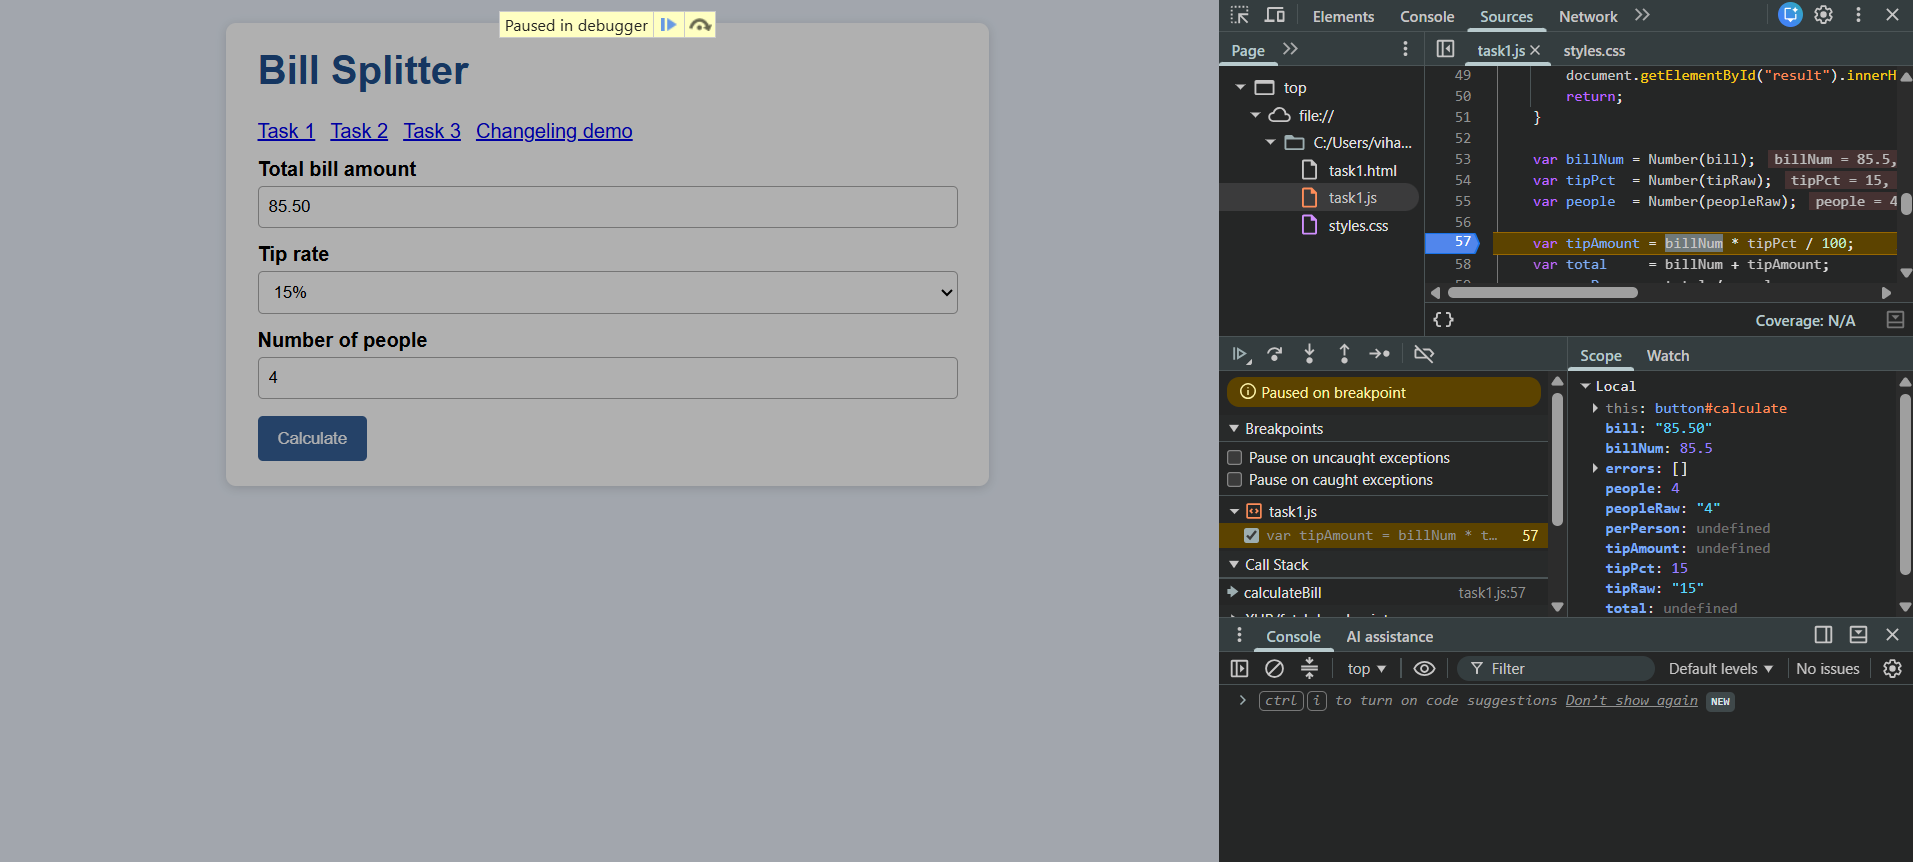 Paused in debugger
Bill Splitter
Task 1 Task 2 Task 3 Changeling demo
Total bill amount
85.50
Tip rate
15%
Number of people
4
Calculate
Elements Console Sources Network
Page
top
file://
C:/Users/viha...
task1.html
task1.js
styles.css
task1.js styles.css
49 document.getElementById("result").innerH
50 return;
51 }
52
53 var billNum = Number(bill); billNum = 85.5,
54 var tipPct = Number(tipRaw); tipPct = 15,
55 var people = Number(peopleRaw); people = 4
56
57 var tipAmount = billNum * tipPct / 100;
58 var total = billNum + tipAmount;
{} Coverage: N/A
Paused on breakpoint
Breakpoints
Pause on uncaught exceptions
Pause on caught exceptions
task1.js
var tipAmount = billNum * t... 57
Call Stack
calculateBill task1.js:57
Scope Watch
Local
this: button#calculate
bill: "85.50"
billNum: 85.5
errors: []
people: 4
peopleRaw: "4"
perPerson: undefined
tipAmount: undefined
tipPct: 15
tipRaw: "15"
total: undefined
Console AI assistance
top Filter Default levels No issues
ctrl i to turn on code suggestions Don't show again NEW